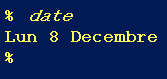 % date
Lun 8 Decembre
%